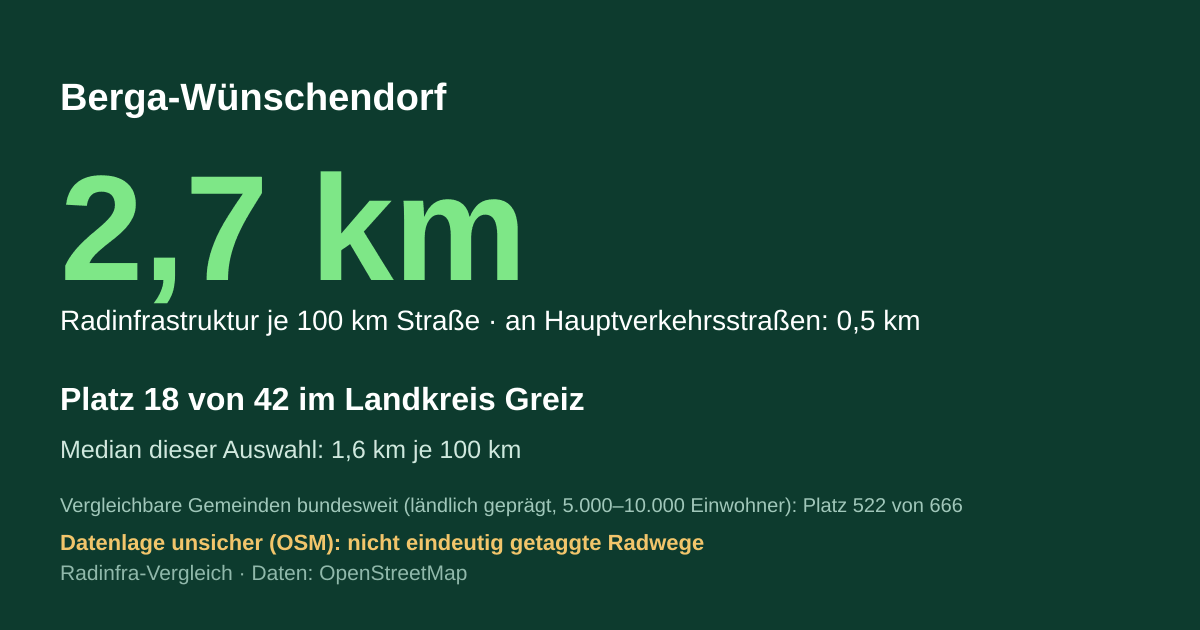 Berga-Wünschendorf
2,7 km
Radinfrastruktur je 100 km Straße · an Hauptverkehrsstraßen: 0,5 km
Platz 18 von 42 im Landkreis Greiz
Median dieser Auswahl: 1,6 km je 100 km
Vergleichbare Gemeinden bundesweit (ländlich geprägt, 5.000–10.000 Einwohner): Platz 522 von 666
Datenlage unsicher (OSM): nicht eindeutig getaggte Radwege
Radinfra-Vergleich · Daten: OpenStreetMap